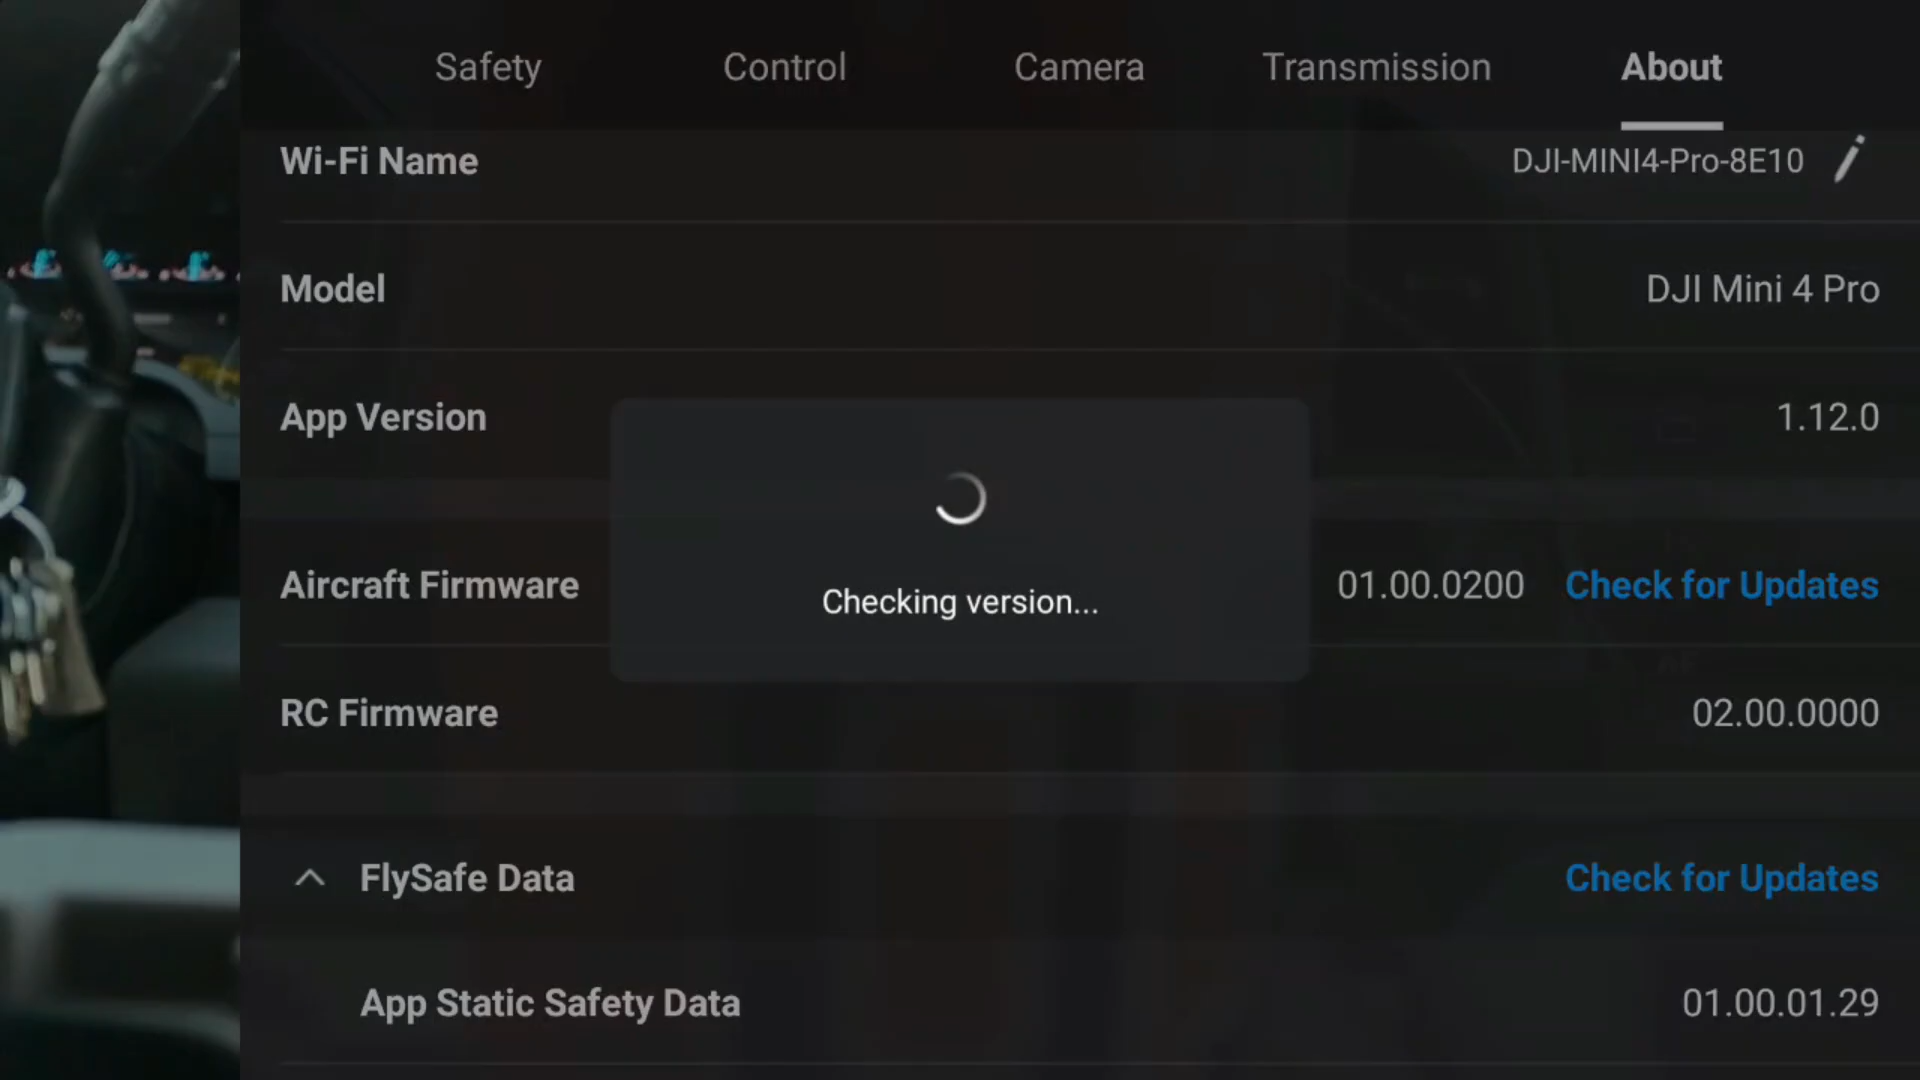 Safety Control Camera Transmission About
Wi-Fi Name DJI-MINI4-Pro-8E10
Model DJI Mini 4 Pro
App Version 1.12.0
Checking version...
Aircraft Firmware 01.00.0200 Check for Updates
RC Firmware 02.00.0000
FlySafe Data Check for Updates
App Static Safety Data 01.00.01.29